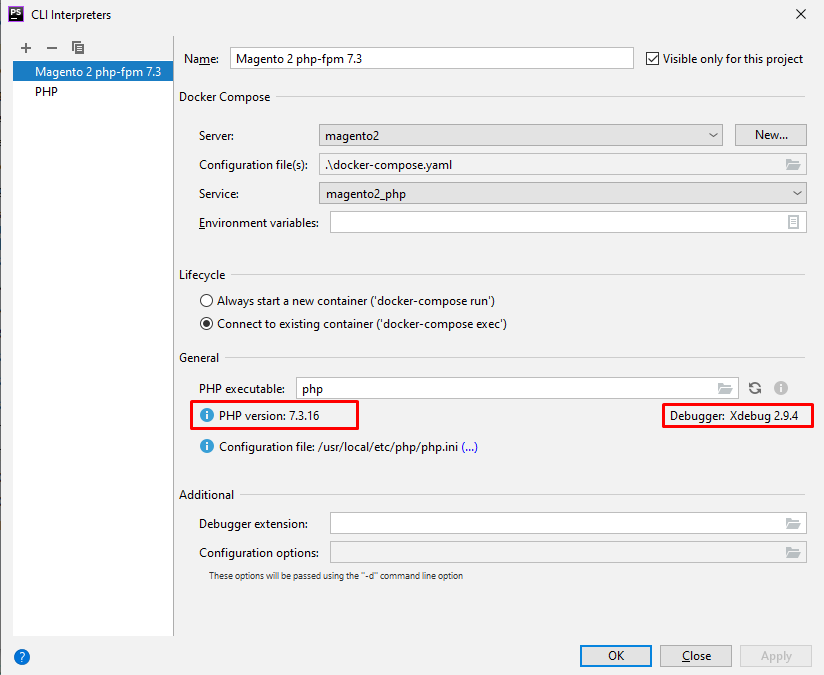 PS CLI Interpreters
Magento 2 php-fpm 7.3
PHP
Name: Magento 2 php-fpm 7.3 Visible only for this project
Docker Compose
Server: magento2 New...
Configuration file(s): .\docker-compose.yaml
Service: magento2_php
Environment variables:
Lifecycle
Always start a new container ('docker-compose run')
Connect to existing container ('docker-compose exec')
General
PHP executable: php
PHP version: 7.3.16 Debugger: Xdebug 2.9.4
Configuration file: /usr/local/etc/php/php.ini (...)
Additional
Debugger extension:
Configuration options:
These options will be passed using the "-d" command line option
? OK Close Apply